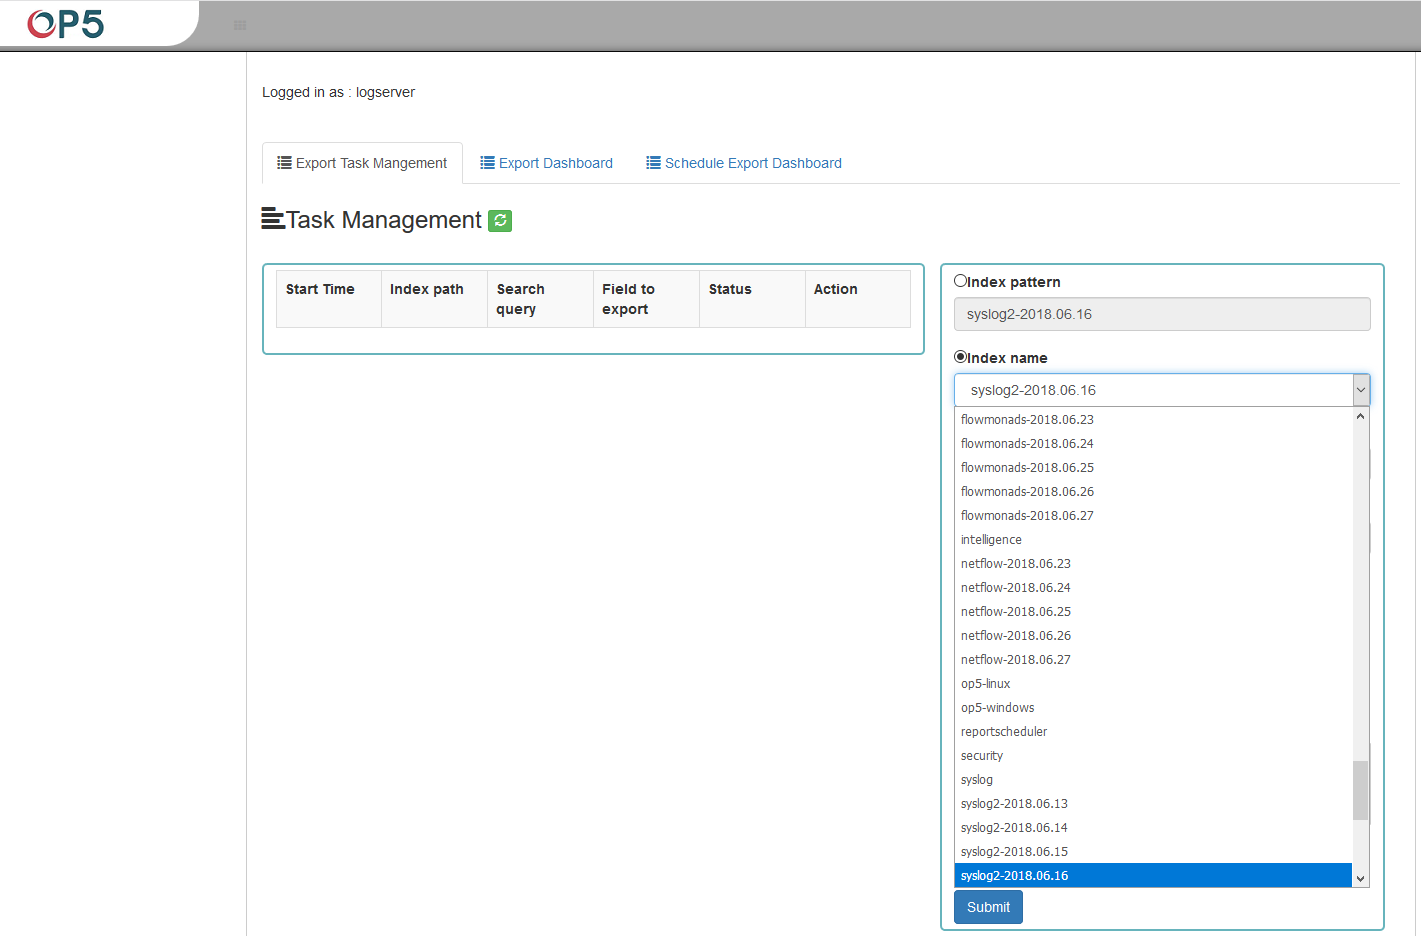 OP5
Logged in as : logserver
Export Task Mangement
Export Dashboard
Schedule Export Dashboard
Task Management
Start Time
Index path
Search query
Field to export
Status
Action
Index pattern
syslog2-2018.06.16
Index name
syslog2-2018.06.16
flowmonads-2018.06.23
flowmonads-2018.06.24
flowmonads-2018.06.25
flowmonads-2018.06.26
flowmonads-2018.06.27
intelligence
netflow-2018.06.23
netflow-2018.06.24
netflow-2018.06.25
netflow-2018.06.26
netflow-2018.06.27
op5-linux
op5-windows
reportscheduler
security
syslog
syslog2-2018.06.13
syslog2-2018.06.14
syslog2-2018.06.15
syslog2-2018.06.16
Submit